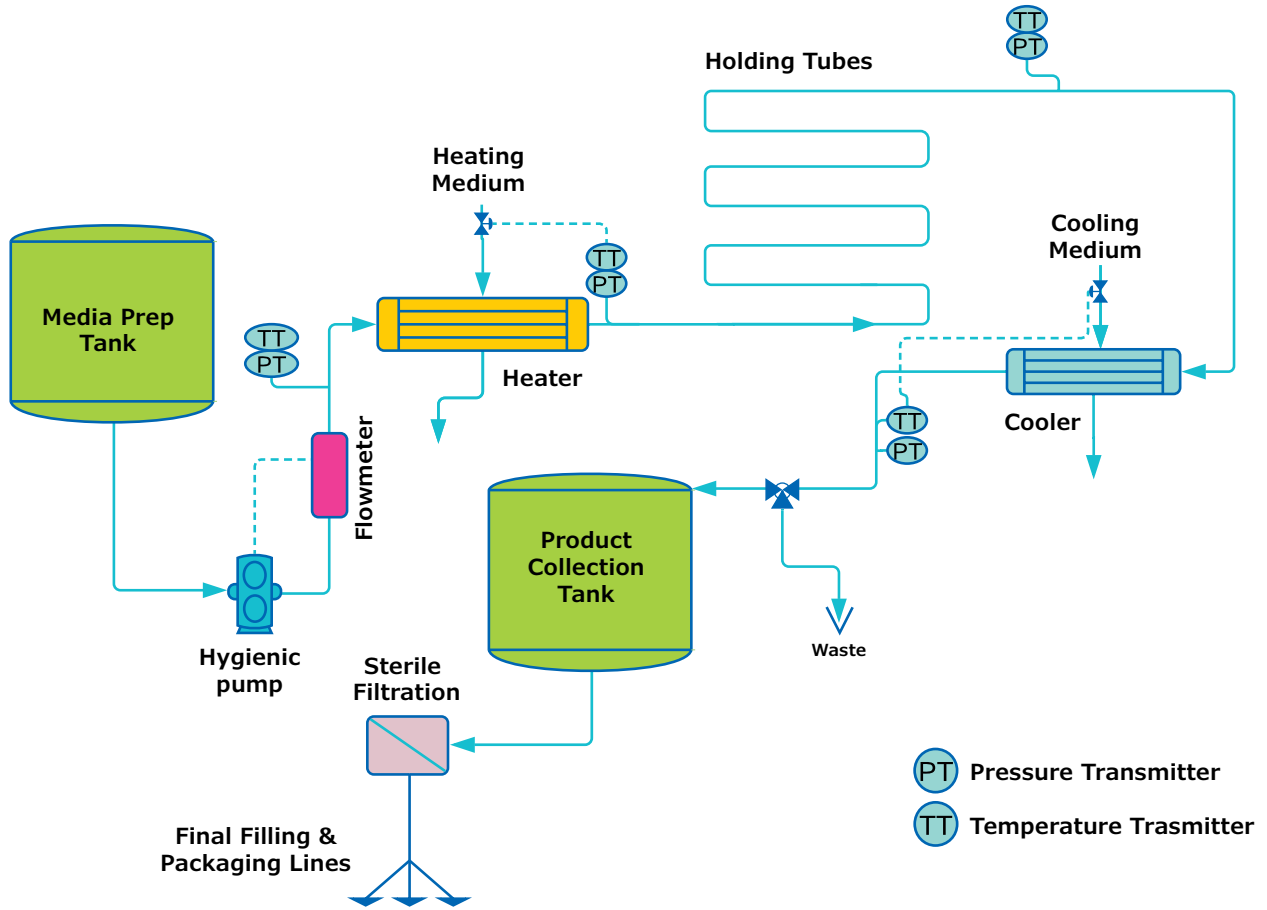 TT
PT
Holding Tubes
Heating
Medium
Cooling
Medium
TT
PT
Media Prep
Tank
TT
PT
Heater
Cooler
TT
PT
Flowmeter
Product
Collection
Tank
Hygienic
pump
Sterile
Filtration
Waste
PT Pressure Transmitter
TT Temperature Trasmitter
Final Filling &
Packaging Lines